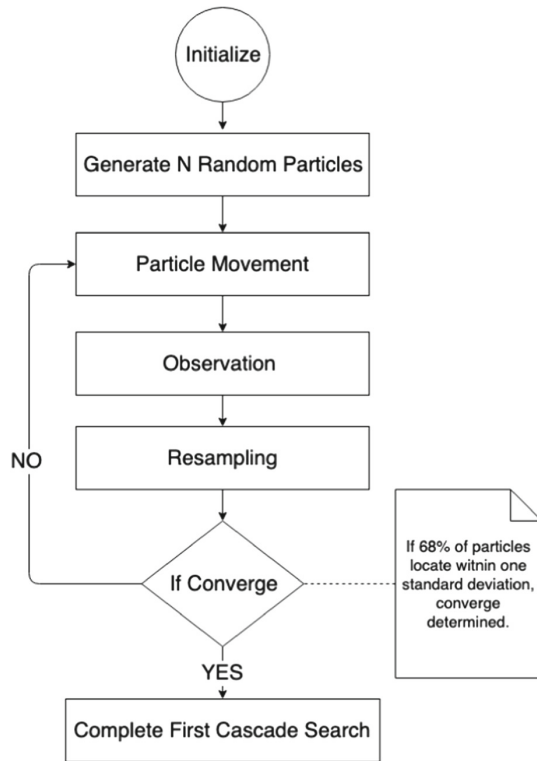 Initialize
Generate N Random Particles
Particle Movement
Observation
Resampling
NO
If Converge
If 68% of particles
locate witnin one
standard deviation,
converge
determined.
YES
Complete First Cascade Search